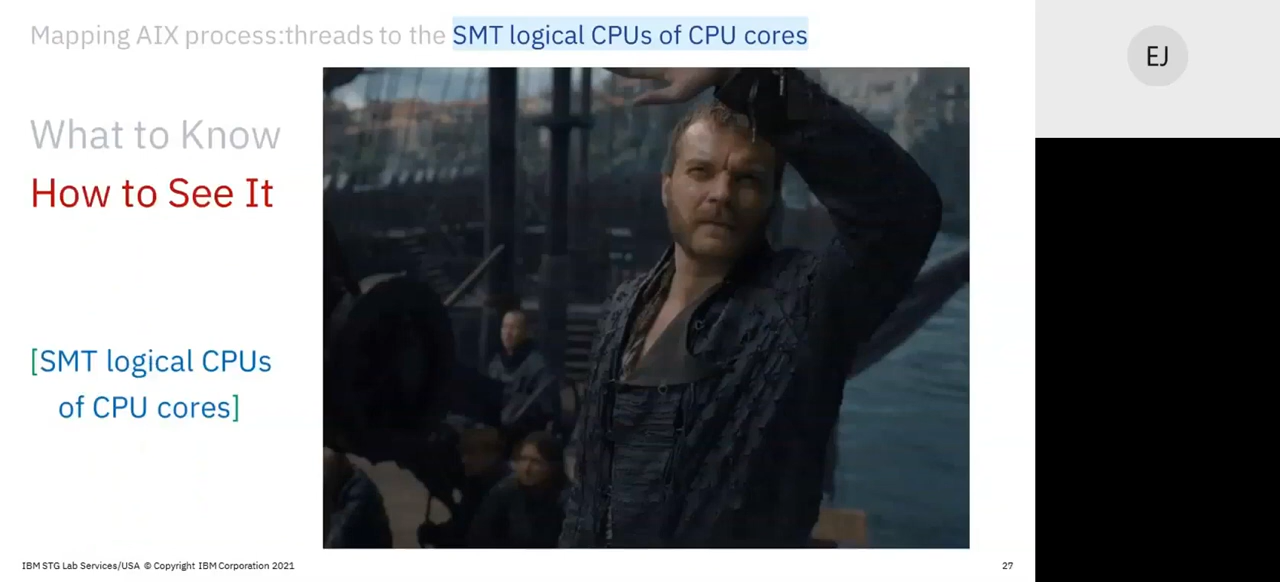 Mapping AIX process:threads to the SMT logical CPUs of CPU cores
EJ
What to Know
How to See It
[SMT logical CPUs
of CPU cores]
IBM STG Lab Services/USA © Copyright IBM Corporation 2021
27